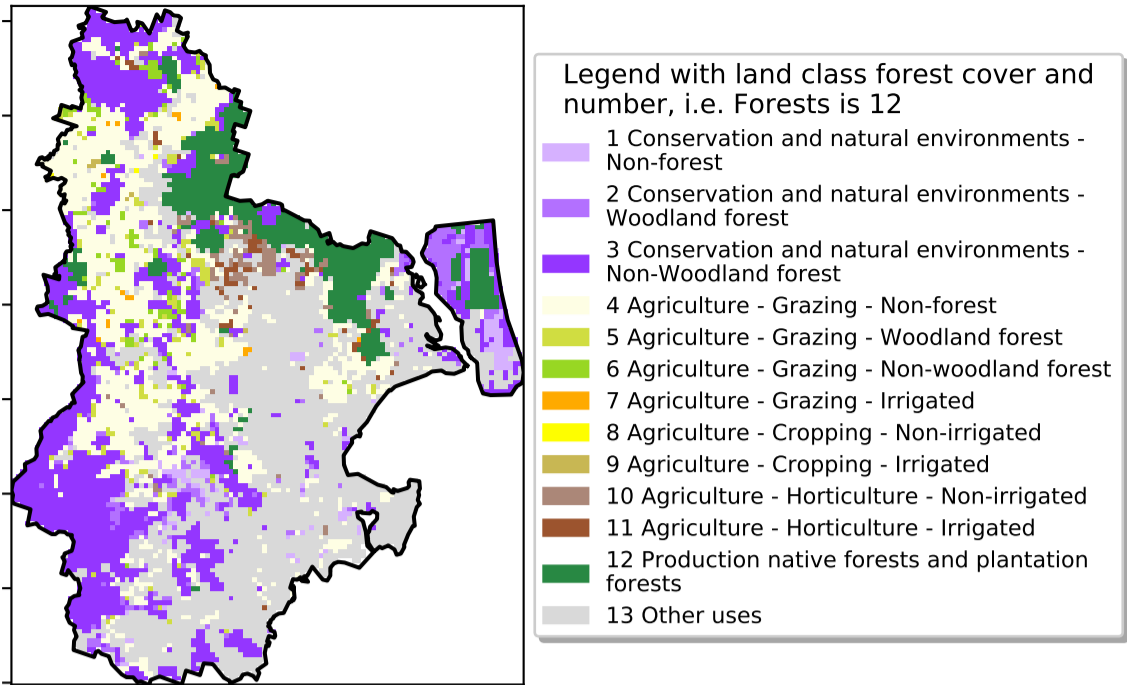 Legend with land class forest cover and
number, i.e. Forests is 12
1 Conservation and natural environments -
Non-forest
2 Conservation and natural environments -
Woodland forest
3 Conservation and natural environments -
Non-Woodland forest
4 Agriculture - Grazing - Non-forest
5 Agriculture - Grazing - Woodland forest
6 Agriculture - Grazing - Non-woodland forest
7 Agriculture - Grazing - Irrigated
8 Agriculture - Cropping - Non-irrigated
9 Agriculture - Cropping - Irrigated
10 Agriculture - Horticulture - Non-irrigated
11 Agriculture - Horticulture - Irrigated
12 Production native forests and plantation
forests
13 Other uses